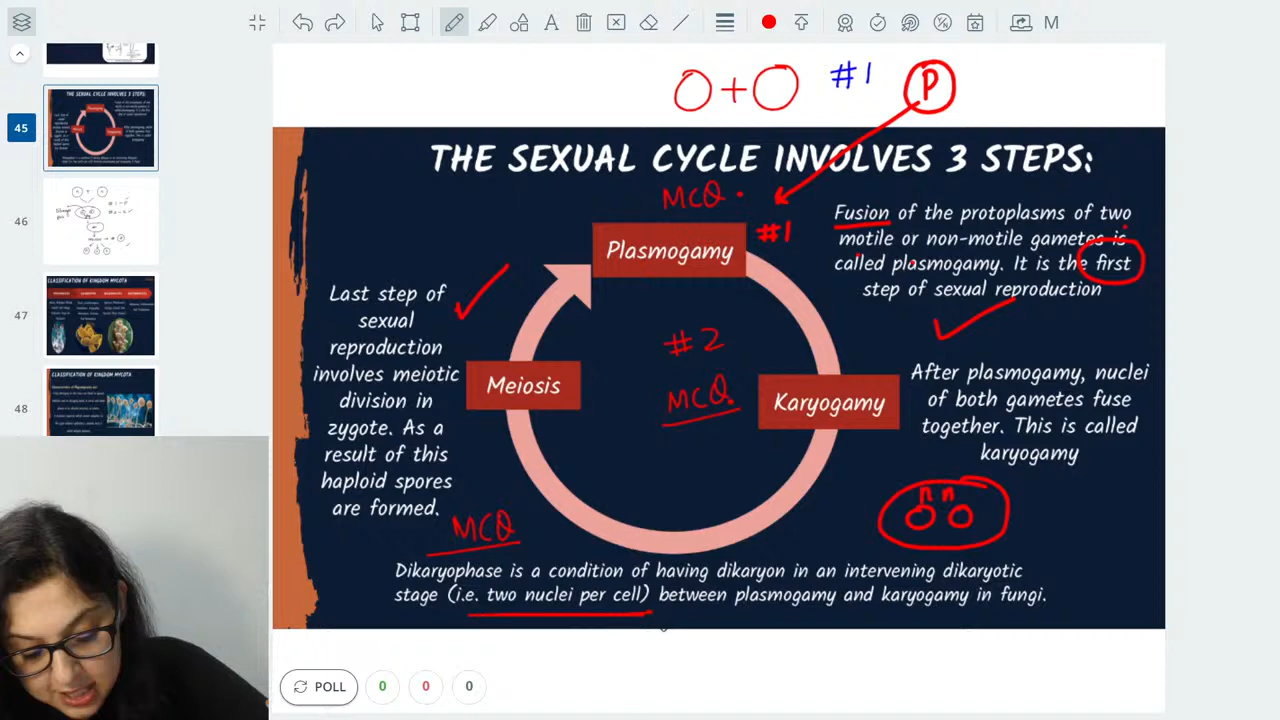 M
45
46
47
48
O + O #1 P
THE SEXUAL CYCLE INVOLVES 3 STEPS:
MCQ
Plasmogamy
#1
Fusion of the protoplasms of two
motile or non-motile gametes is
called plasmogamy. It is the first
step of sexual reproduction
Last step of
sexual
reproduction
involves meiotic
division in
zygote. As a
result of this
haploid spores
are formed.
Meiosis
#2
MCQ
Karyogamy
After plasmogamy, nuclei
of both gametes fuse
together. This is called
karyogamy
n n
MCQ
Dikaryophase is a condition of having dikaryon in an intervening dikaryotic
stage (i.e. two nuclei per cell) between plasmogamy and karyogamy in fungi.
POLL 0 0 0
THE SEXUAL CYCLE INVOLVES 3 STEPS:
CLASSIFICATION OF KINGDOM MYCOTA
CLASSIFICATION OF KINGDOM MYCOTA